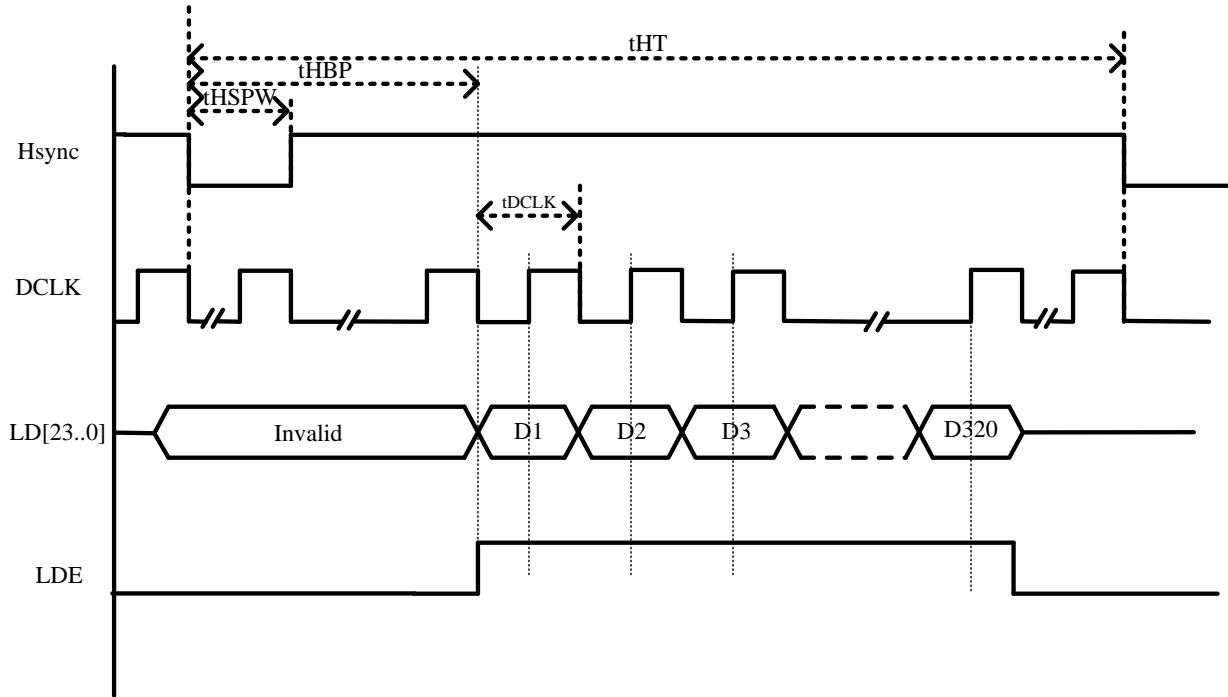 tHT
tHBP
tHSPW
Hsync
tDCLK
DCLK
LD[23..0]
Invalid
D1
D2
D3
D320
LDE